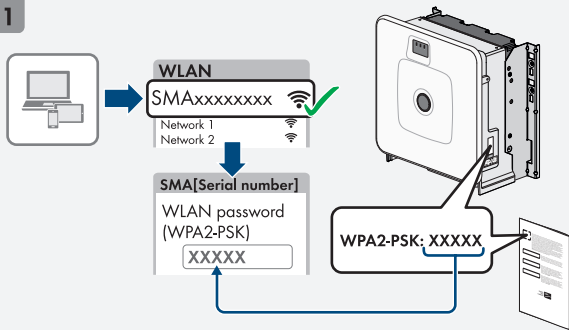 1
WLAN
SMAxxxxxxxx
Network 1
Network 2
SMA[Serial number]
WLAN password
(WPA2-PSK)
XXXXX
WPA2-PSK: XXXXX